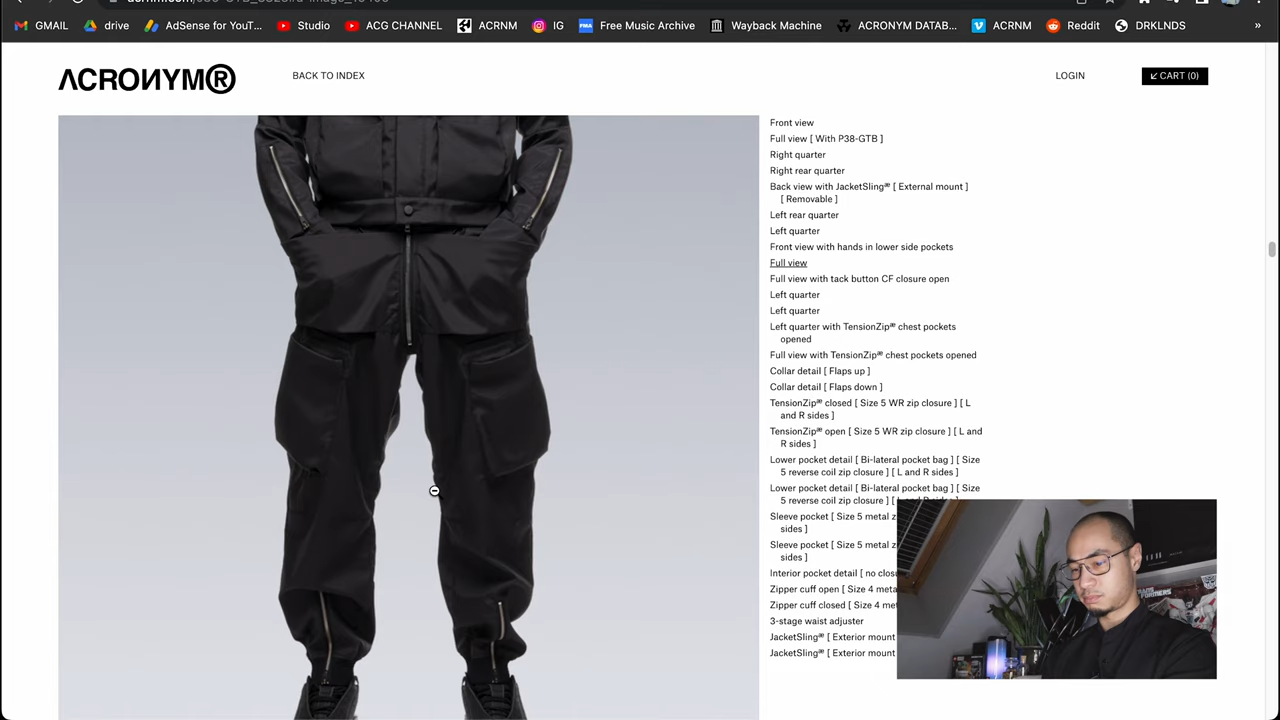 GMAIL
drive
AdSense for YouT...
Studio
ACG CHANNEL
ACRNM
IG
Free Music Archive
Wayback Machine
ACRONYM DATAB...
ACRNM
Reddit
DRKLNDS
»
ACRONYM®
BACK TO INDEX
LOGIN
CART (0)
Front view
Full view [ With P38-GTB ]
Right quarter
Right rear quarter
Back view with JacketSlingᵆ [ External mount ]
[ Removable ]
Left rear quarter
Left quarter
Front view with hands in lower side pockets
Full view
Full view with tack button CF closure open
Left quarter
Left quarter
Left quarter with TensionZipᵆ chest pockets
opened
Full view with TensionZipᵆ chest pockets opened
Collar detail [ Flaps up ]
Collar detail [ Flaps down ]
TensionZipᵆ closed [ Size 5 WR zip closure ] [ L
and R sides ]
TensionZipᵆ open [ Size 5 WR zip closure ] [ L and
R sides ]
Lower pocket detail [ Bi-lateral pocket bag ] [ Size
5 reverse coil zip closure ] [ L and R sides ]
Lower pocket detail [ Bi-lateral pocket bag ] [ Size
5 reverse coil zip closure ]
Sleeve pocket [ Size 5 metal
sides ]
Sleeve pocket [ Size 5 metal
sides ]
Interior pocket detail [ no
Zipper cuff open [ Size 4
Zipper cuff closed [ Size 4
3-stage waist adjuster
JacketSlingᵆ [ Exterior mount
JacketSlingᵆ [ Exterior mount
TRANSFORMERS